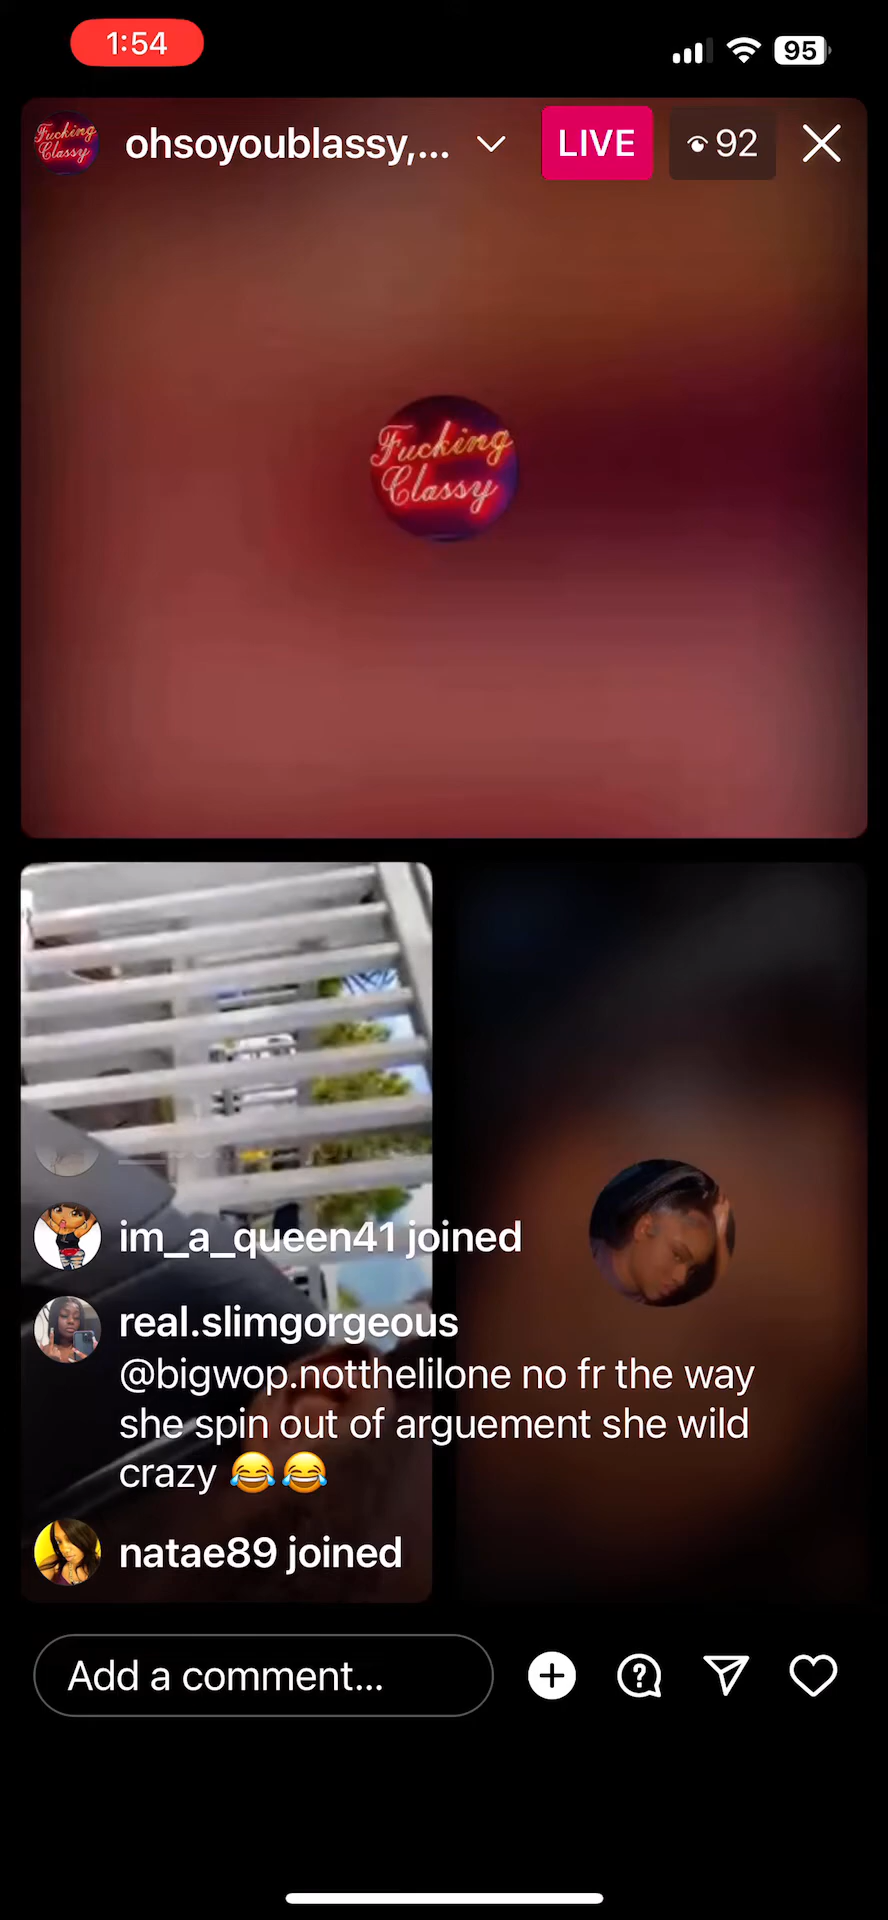 1:54
95
Fucking
Classy
ohsoyoublassy,...
LIVE
92
Fucking
Classy
im_a_queen41 joined
real.slimgorgeous
@bigwop.notthelilone no fr the way
she spin out of arguement she wild
crazy 😂😂
natae89 joined
Add a comment...